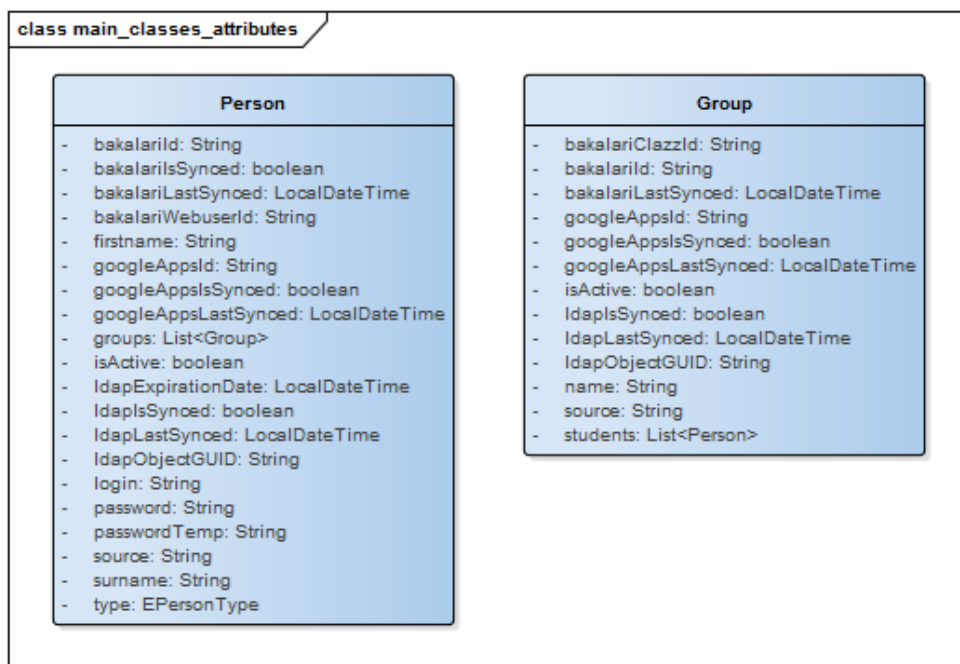 class main_classes_attributes
Person
- bakalariId: String
- bakalariIsSynced: boolean
- bakalariLastSynced: LocalDateTime
- bakalariWebuserId: String
- firstname: String
- googleAppsId: String
- googleAppsIsSynced: boolean
- googleAppsLastSynced: LocalDateTime
- groups: List<Group>
- isActive: boolean
- ldapExpirationDate: LocalDateTime
- ldapIsSynced: boolean
- ldapLastSynced: LocalDateTime
- ldapObjectGUID: String
- login: String
- password: String
- passwordTemp: String
- source: String
- surname: String
- type: EPersonType
Group
- bakalariClazzId: String
- bakalariId: String
- bakalariLastSynced: LocalDateTime
- googleAppsId: String
- googleAppsIsSynced: boolean
- googleAppsLastSynced: LocalDateTime
- isActive: boolean
- ldapIsSynced: boolean
- ldapLastSynced: LocalDateTime
- ldapObjectGUID: String
- name: String
- source: String
- students: List<Person>